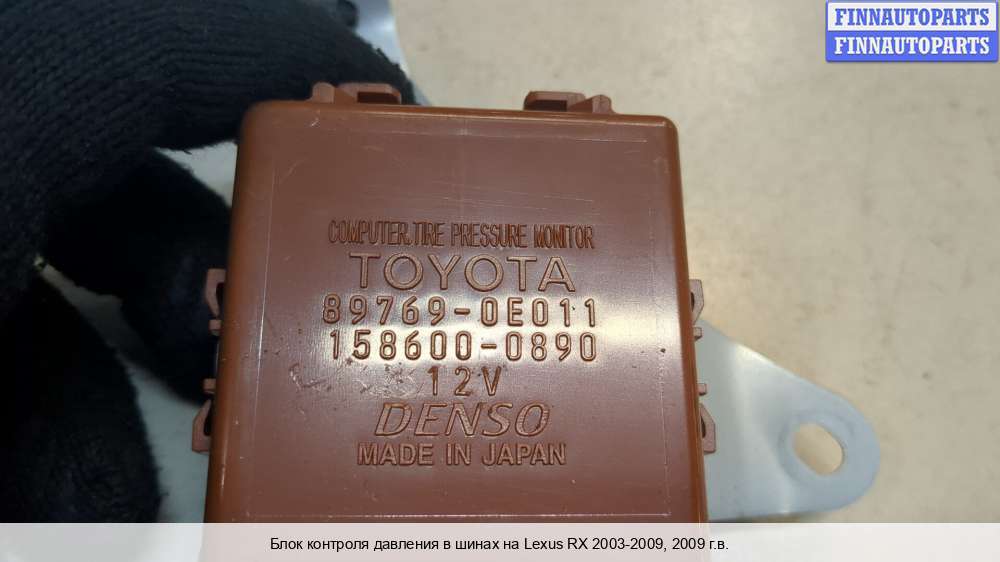 FINNAUTOPARTS
FINNAUTOPARTS
COMPUTER,TIRE PRESSURE MONITOR
TOYOTA
89769-0E011
158600-0890
12V
DENSO
MADE IN JAPAN
Блок контроля давления в шинах на Lexus RX 2003-2009, 2009 г.в.